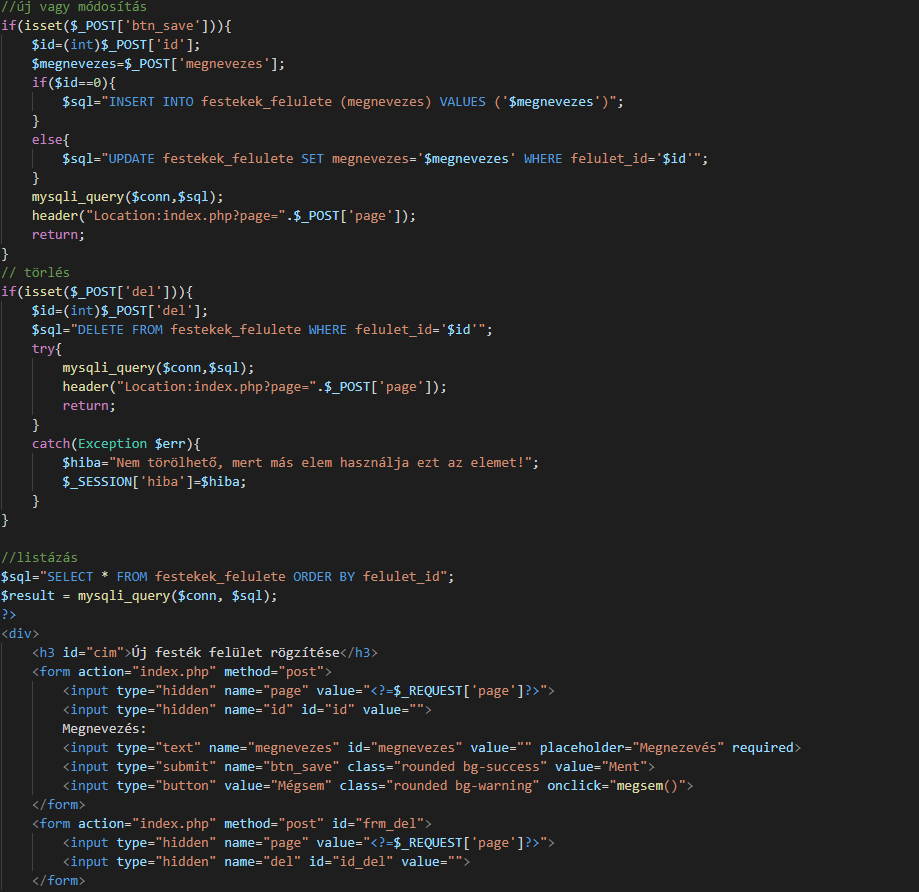 //új vagy módosítás
if(isset($_POST['btn_save'])){
    $id=(int)$_POST['id'];
    $megnevezes=$_POST['megnevezes'];
    if($id==0){
        $sql="INSERT INTO festekek_felulete (megnevezes) VALUES ('$megnevezes')";
    }
    else{
        $sql="UPDATE festekek_felulete SET megnevezes='$megnevezes' WHERE felulet_id='$id'";
    }
    mysqli_query($conn,$sql);
    header("Location:index.php?page=".$_POST['page']);
    return;
}
// törlés
if(isset($_POST['del'])){
    $id=(int)$_POST['del'];
    $sql="DELETE FROM festekek_felulete WHERE felulet_id='$id'";
    try{
        mysqli_query($conn,$sql);
        header("Location:index.php?page=".$_POST['page']);
        return;
    }
    catch(Exception $err){
        $hiba="Nem törölhető, mert más elem használja ezt az elemet!";
        $_SESSION['hiba']=$hiba;
    }
}

//listázás
$sql="SELECT * FROM festekek_felulete ORDER BY felulet_id";
$result = mysqli_query($conn, $sql);
?>
<div>
    <h3 id="cim">Új festék felület rögzítése</h3>
    <form action="index.php" method="post">
        <input type="hidden" name="page" value="<?=$_REQUEST['page']?>">
        <input type="hidden" name="id" id="id" value="">
        Megnevezés:
        <input type="text" name="megnevezes" id="megnevezes" value="" placeholder="Megnezevés" required>
        <input type="submit" name="btn_save" class="rounded bg-success" value="Ment">
        <input type="button" value="Mégsem" class="rounded bg-warning" onclick="megsem()">
    </form>
    <form action="index.php" method="post" id="frm_del">
        <input type="hidden" name="page" value="<?=$_REQUEST['page']?>">
        <input type="hidden" name="del" id="id_del" value="">
    </form>